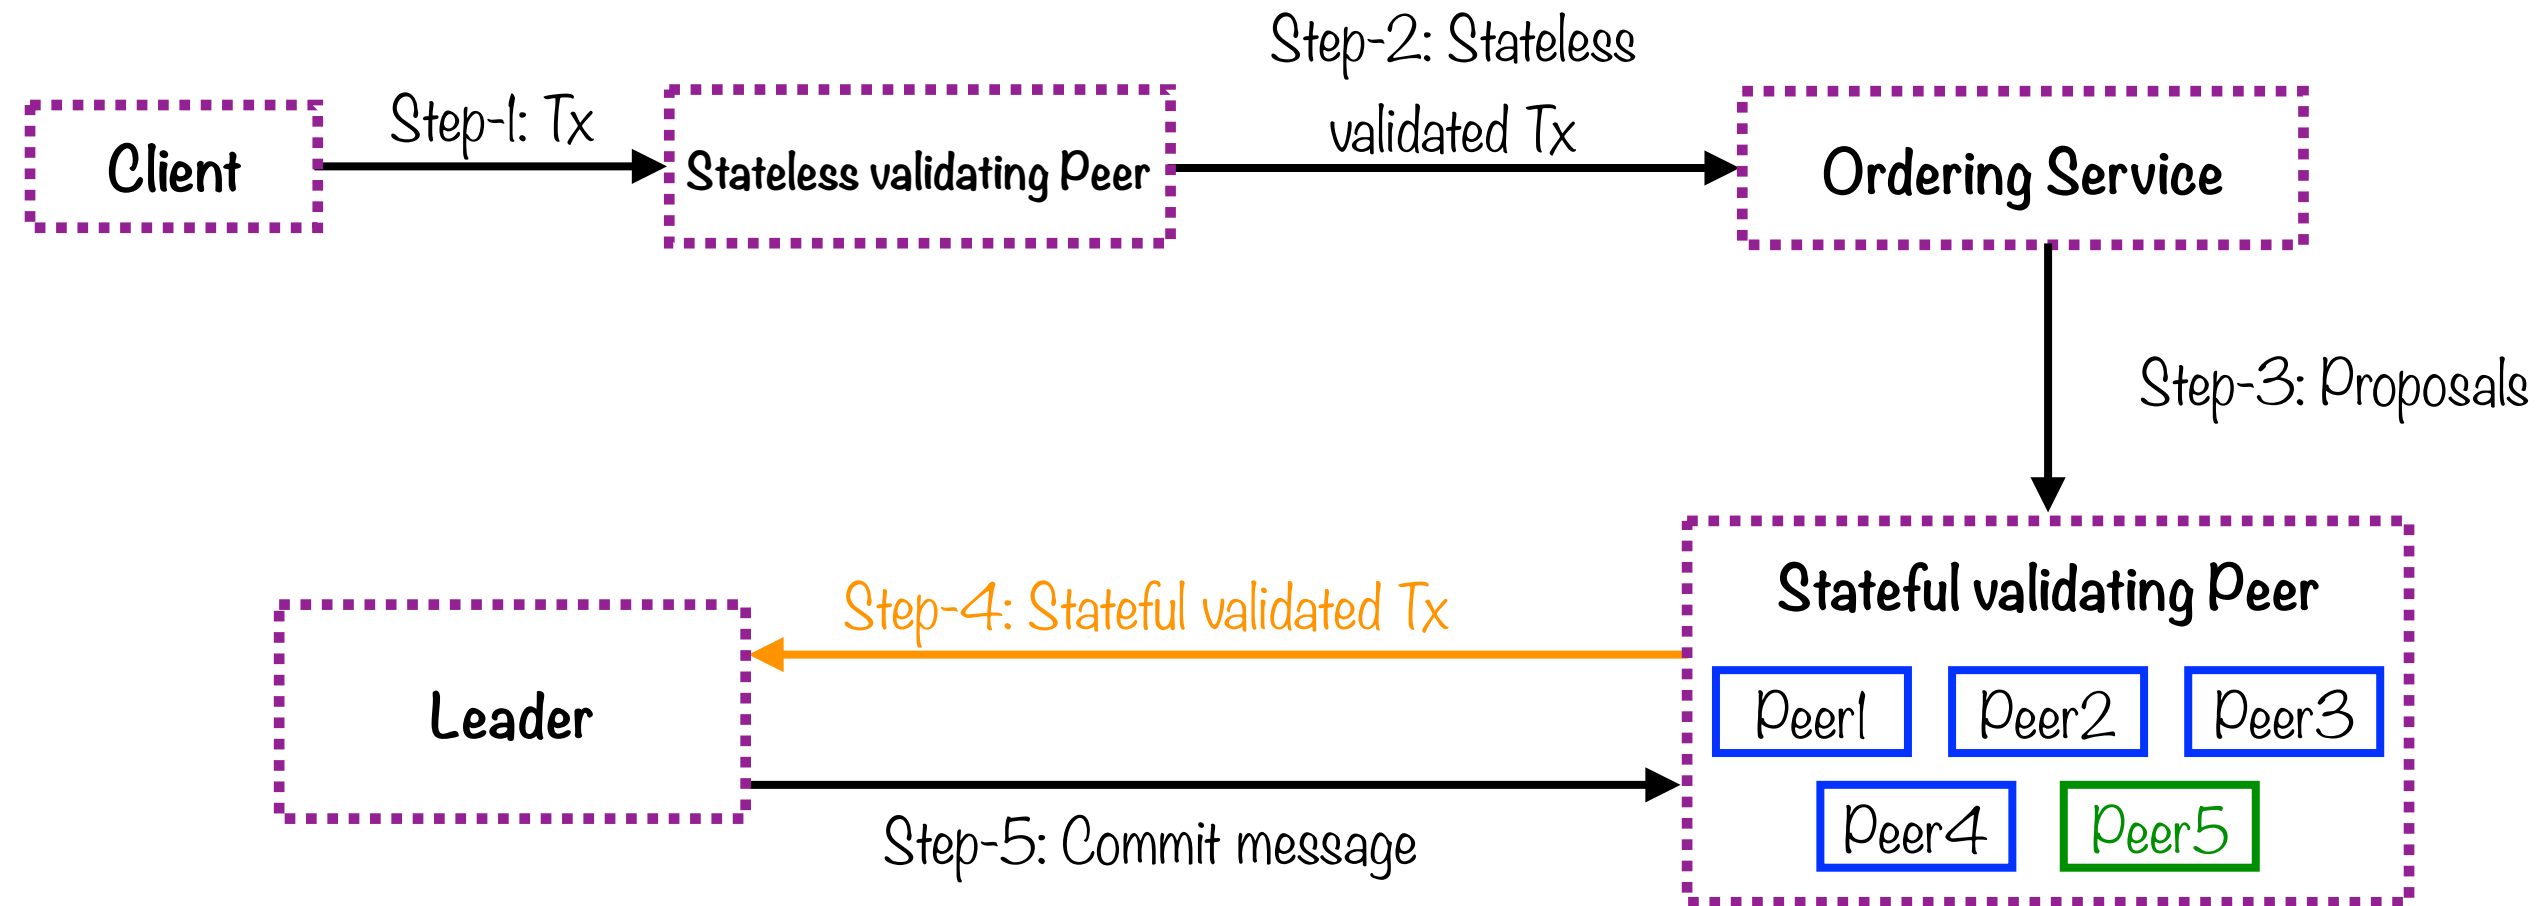 Client
Step-1: Tx
Stateless validating Peer
Step-2: Stateless
validated Tx
Ordering Service
Step-3: Proposals
Stateful validating Peer
Peer1
Peer2
Peer3
Peer4
Peer5
Step-4: Stateful validated Tx
Leader
Step-5: Commit message